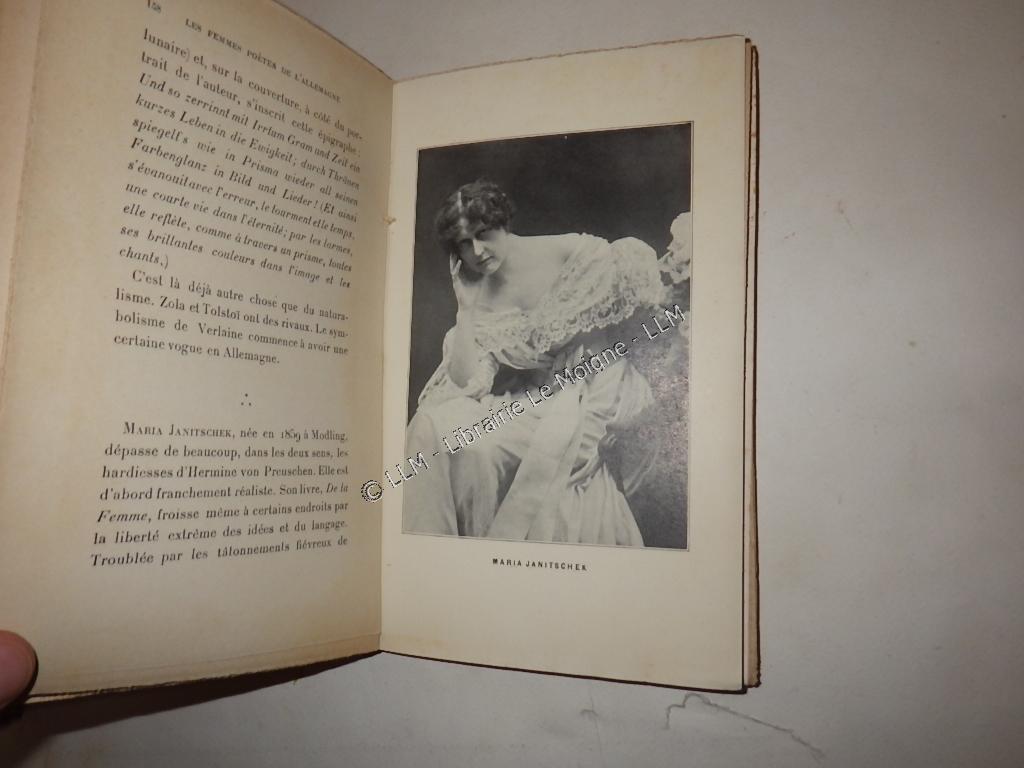 158 LES FEMMES POÈTES DE L'ALLEMAGNE
lunaire) et, sur la couverture, à côté du por-
trait de l'auteur, s'inscrit cette épigraphe :
Und so zerrinnt mit Irrtum Gram und Zeit ein
kurzes Leben in die Ewigkeit; durch Thränen
spiegelt's wie in Prisma wieder all seinen
Farbenglanz in Bild und Lieder! (Et ainsi
s'évanouit avec l'erreur, le tourment et le temps,
une courte vie dans l'éternité; par les larmes,
elle reflète, comme à travers un prisme, toutes
ses brillantes couleurs dans l'image et les
chants.)
C'est là déjà autre chose que du natura-
lisme. Zola et Tolstoï ont des rivaux. Le sym-
bolisme de Verlaine commence à avoir une
certaine vogue en Allemagne.
MARIA JANITSCHEK, née en 1859 à Modling,
dépasse de beaucoup, dans les deux sens, les
hardiesses d'Hermine von Preuschen. Elle est
d'abord franchement réaliste. Son livre, De la
Femme, froisse même à certains endroits par
la liberté extrême des idées et du langage.
Troublée par les tâtonnements fiévreux de
MARIA JANITSCHEK
© LLM - Librairie Le Moigne - LLM